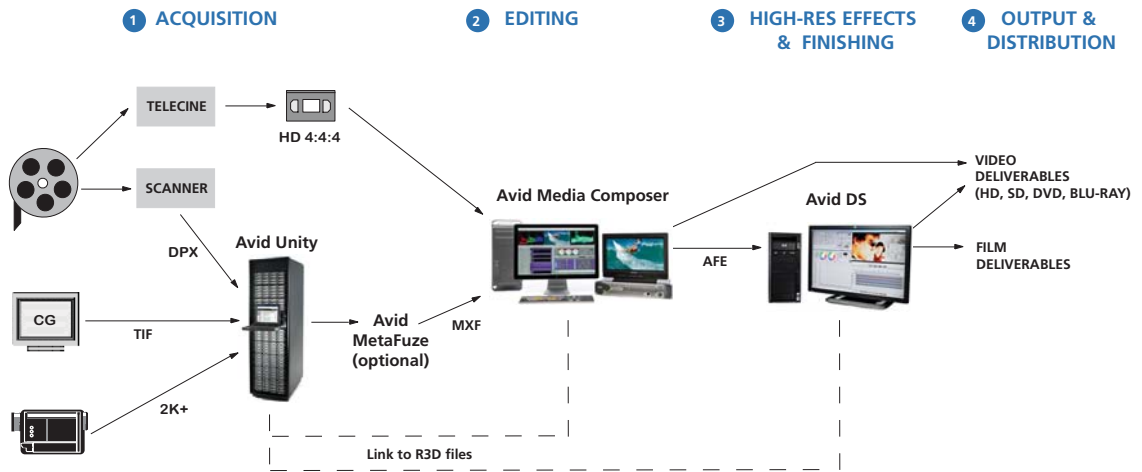 1 ACQUISITION
2 EDITING
3 HIGH-RES EFFECTS
& FINISHING
4 OUTPUT &
DISTRIBUTION
TELECINE
HD 4:4:4
SCANNER
DPX
Avid Unity
CG
TIF
2K+
Avid
MetaFuze
(optional)
MXF
Avid Media Composer
AFE
Avid DS
VIDEO
DELIVERABLES
(HD, SD, DVD, BLU-RAY)
FILM
DELIVERABLES
Link to R3D files